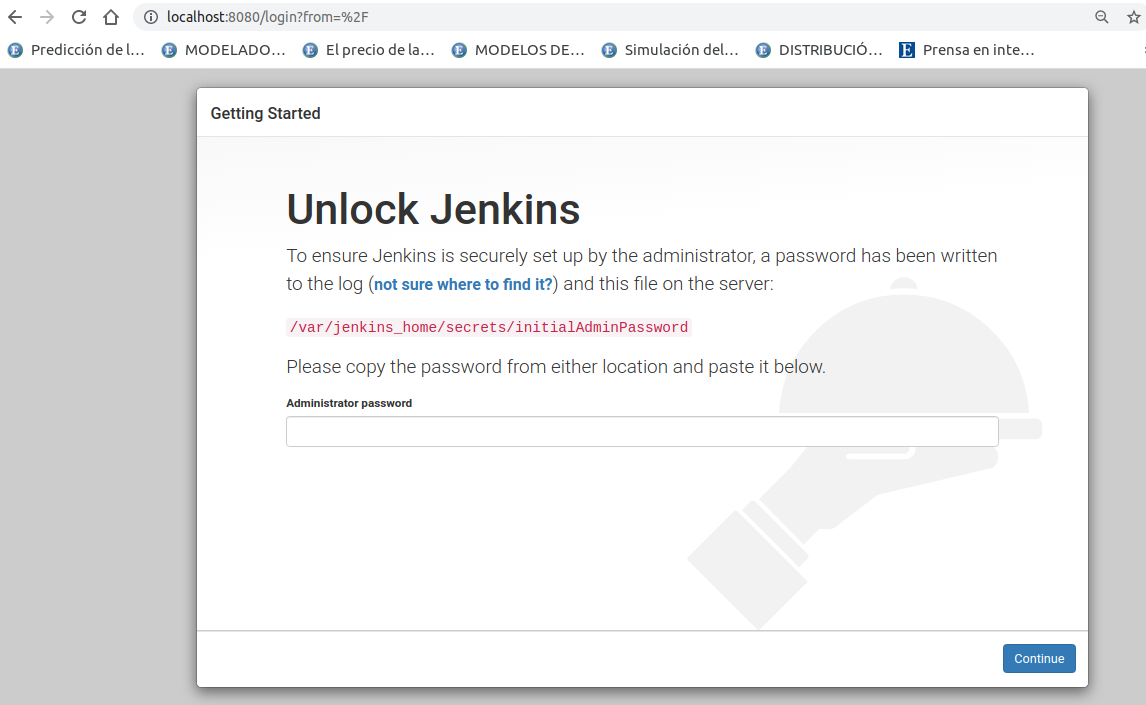 localhost:8080/login?from=%2F
Predicción de l... MODELADO... El precio de la... MODELOS DE... Simulación del... DISTRIBUCIÓ... Prensa en inte...
Getting Started
Unlock Jenkins
To ensure Jenkins is securely set up by the administrator, a password has been written
to the log (not sure where to find it?) and this file on the server:
/var/jenkins_home/secrets/initialAdminPassword
Please copy the password from either location and paste it below.
Administrator password
Continue